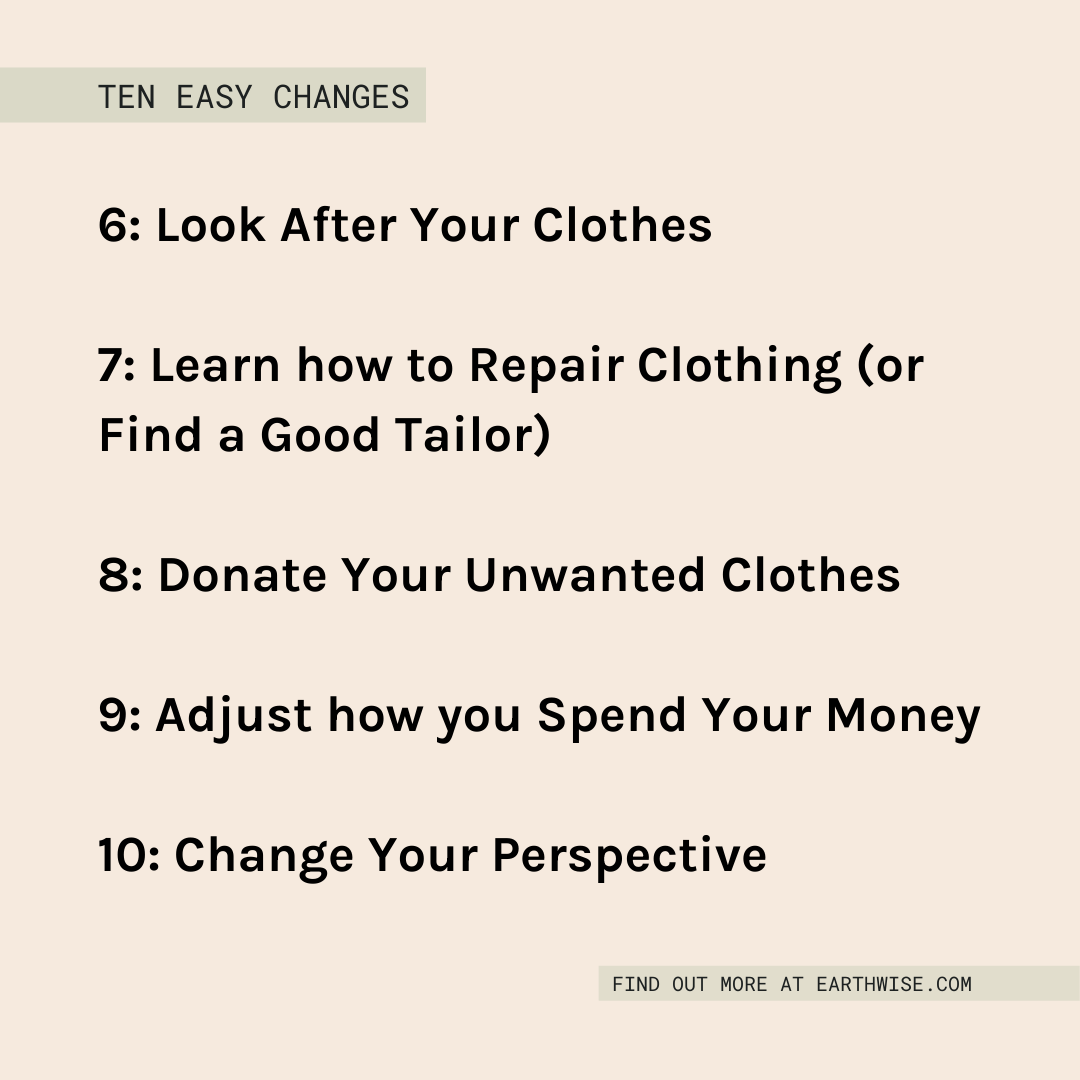 TEN EASY CHANGES
6: Look After Your Clothes
7: Learn how to Repair Clothing (or
Find a Good Tailor)
8: Donate Your Unwanted Clothes
9: Adjust how you Spend Your Money
10: Change Your Perspective
FIND OUT MORE AT EARTHWISE.COM